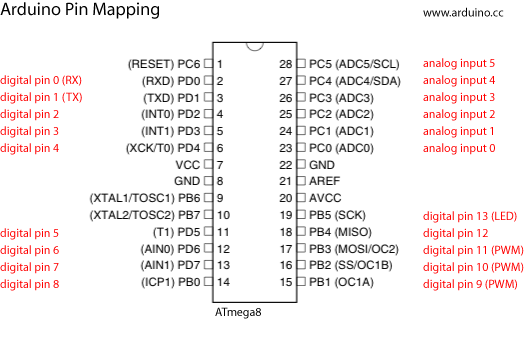 Arduino Pin Mapping www.arduino.cc
(RESET) PC6 1 28 PC5 (ADC5/SCL) analog input 5
digital pin 0 (RX) (RXD) PD0 2 27 PC4 (ADC4/SDA) analog input 4
digital pin 1 (TX) (TXD) PD1 3 26 PC3 (ADC3) analog input 3
digital pin 2 (INT0) PD2 4 25 PC2 (ADC2) analog input 2
digital pin 3 (INT1) PD3 5 24 PC1 (ADC1) analog input 1
digital pin 4 (XCK/T0) PD4 6 23 PC0 (ADC0) analog input 0
VCC 7 22 GND
GND 8 21 AREF
(XTAL1/TOSC1) PB6 9 20 AVCC
(XTAL2/TOSC2) PB7 10 19 PB5 (SCK) digital pin 13 (LED)
digital pin 5 (T1) PD5 11 18 PB4 (MISO) digital pin 12
digital pin 6 (AIN0) PD6 12 17 PB3 (MOSI/OC2) digital pin 11 (PWM)
digital pin 7 (AIN1) PD7 13 16 PB2 (SS/OC1B) digital pin 10 (PWM)
digital pin 8 (ICP1) PB0 14 15 PB1 (OC1A) digital pin 9 (PWM)
ATmega8